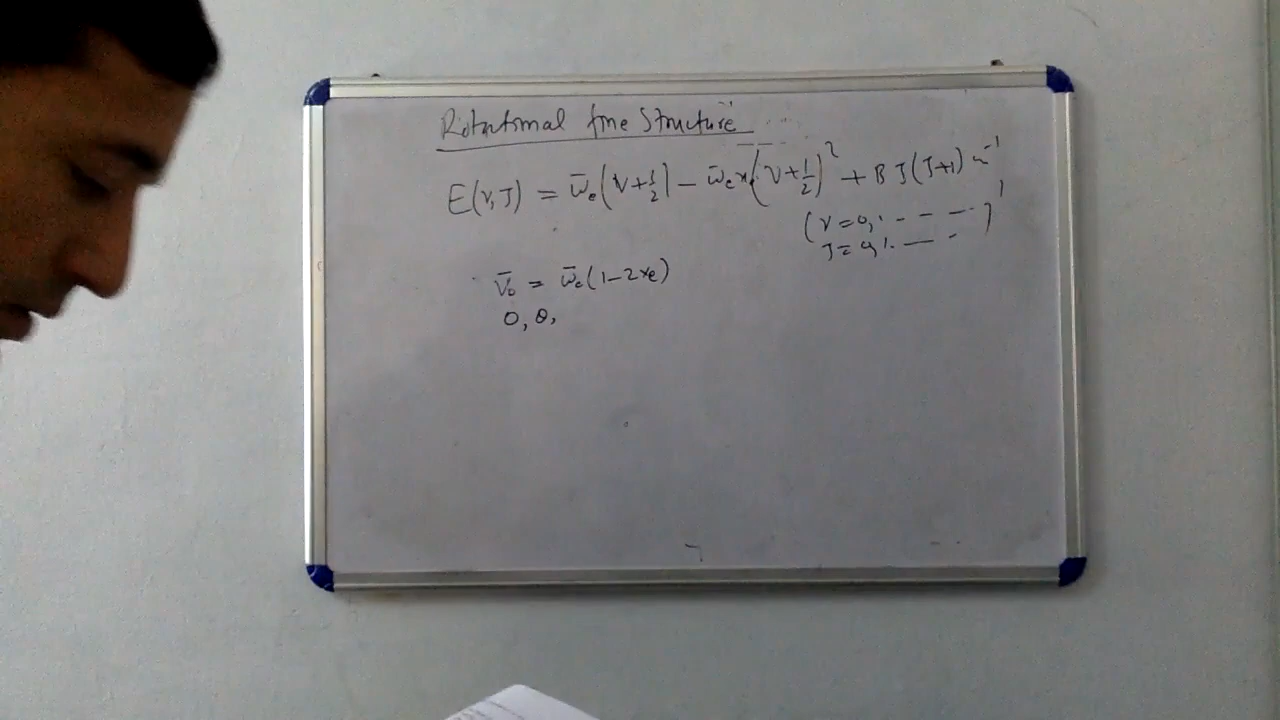 Rotational fine Structure
E(v,J) = ω̄e(v+1/2) - ω̄exe(v+1/2)² + B J(J+1) cm⁻¹
(v=0,1 - - - -)
J=0,1. — -
ν̄0 = ω̄e(1-2xe)
0, 0,